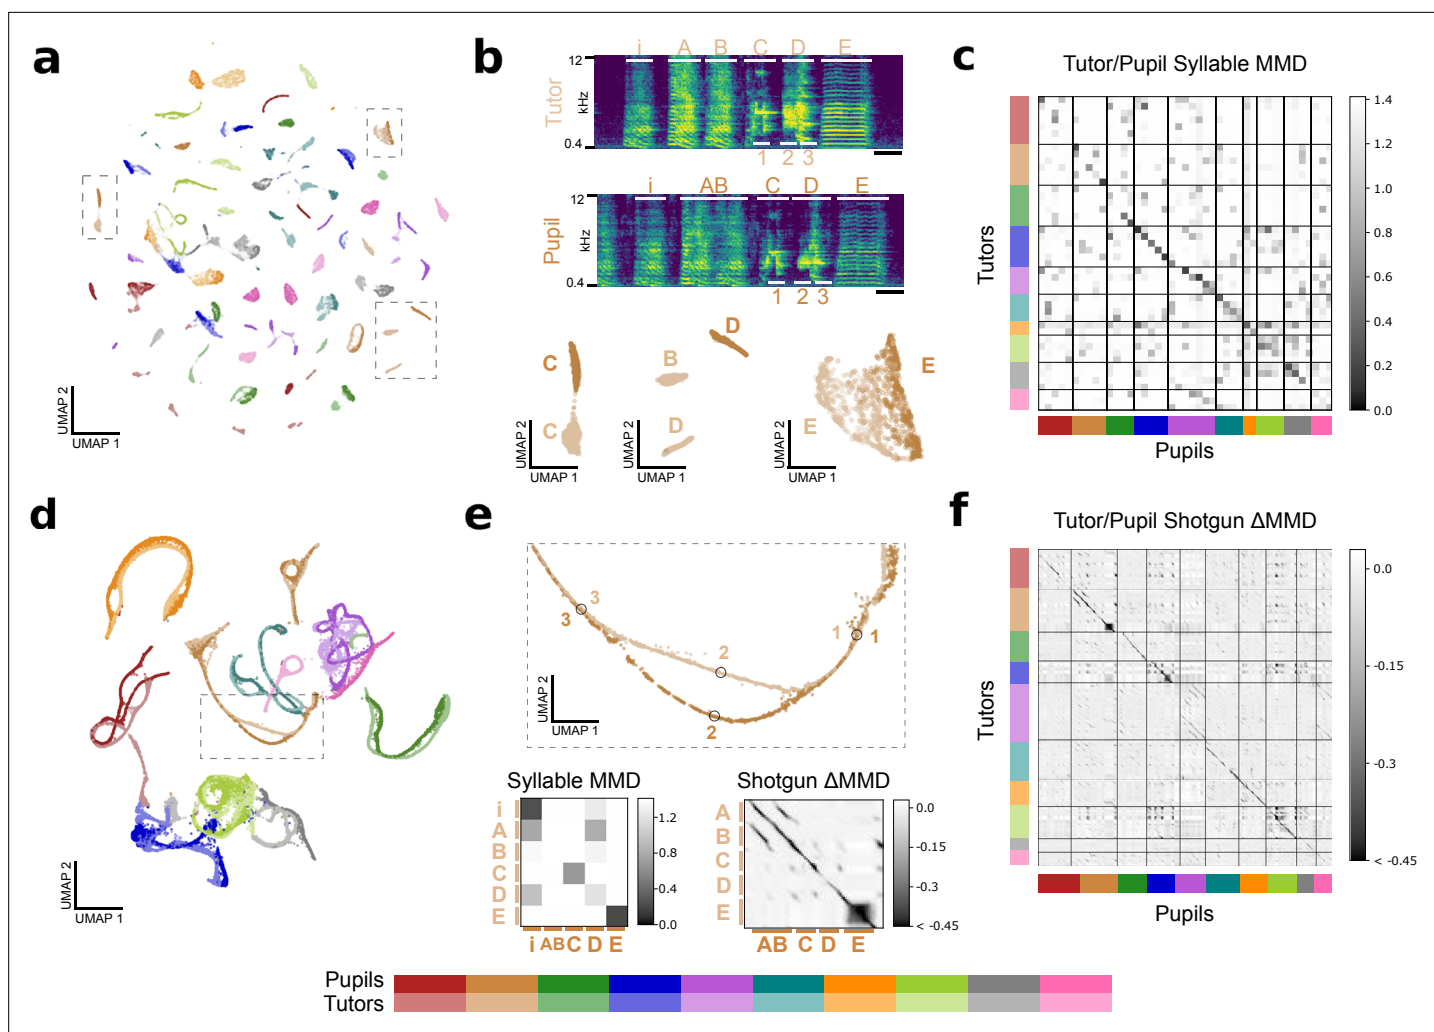 a
UMAP 2
UMAP 1
b
i A B C D E
Tutor
12
kHz
0.4
1 2 3
i AB C D E
Pupil
12
kHz
0.4
1 2 3
C
C
UMAP 2
UMAP 1
D
B
D
UMAP 2
UMAP 1
E
E
UMAP 2
UMAP 1
c
Tutor/Pupil Syllable MMD
Tutors
Pupils
1.4
1.2
1.0
0.8
0.6
0.4
0.2
0.0
d
UMAP 2
UMAP 1
e
3
3
2
2
1
1
UMAP 2
UMAP 1
Syllable MMD
i
A
B
C
D
E
i AB C D E
1.2
0.8
0.4
0.0
Shotgun ΔMMD
A
B
C
D
E
AB C D E
0.0
-0.15
-0.3
< -0.45
f
Tutor/Pupil Shotgun ΔMMD
Tutors
Pupils
0.0
-0.15
-0.3
< -0.45
Pupils
Tutors